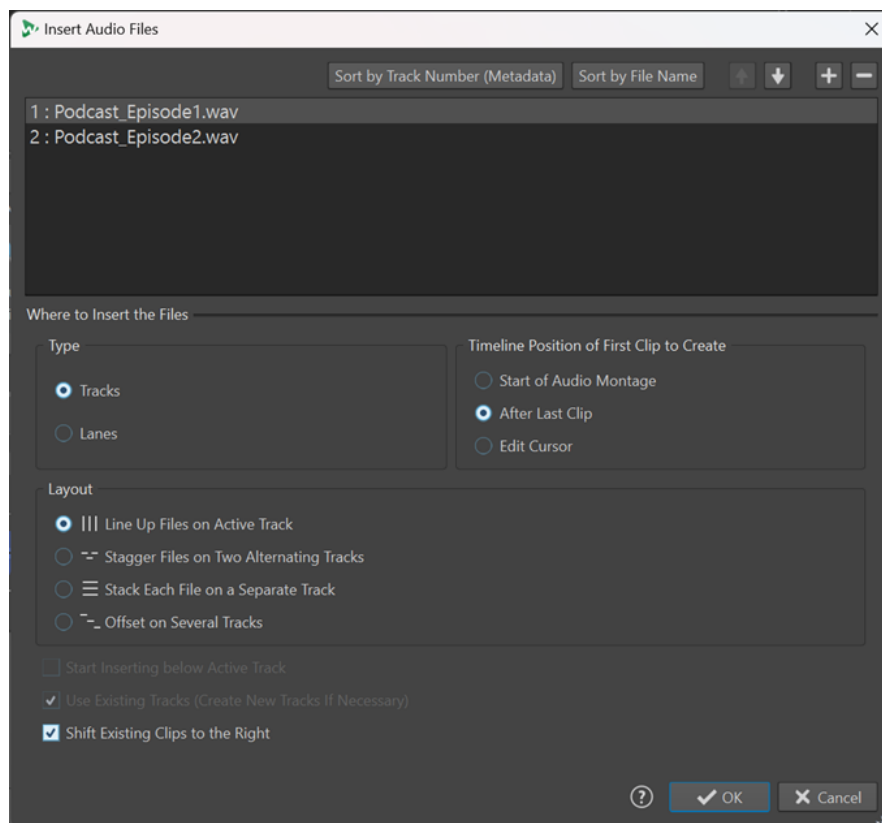 Insert Audio Files
Sort by Track Number (Metadata) Sort by File Name
1 : Podcast_Episode1.wav
2 : Podcast_Episode2.wav
Where to Insert the Files
Type
Tracks
Lanes
Timeline Position of First Clip to Create
Start of Audio Montage
After Last Clip
Edit Cursor
Layout
Line Up Files on Active Track
Stagger Files on Two Alternating Tracks
Stack Each File on a Separate Track
Offset on Several Tracks
Start Inserting below Active Track
Use Existing Tracks (Create New Tracks If Necessary)
Shift Existing Clips to the Right
OK Cancel